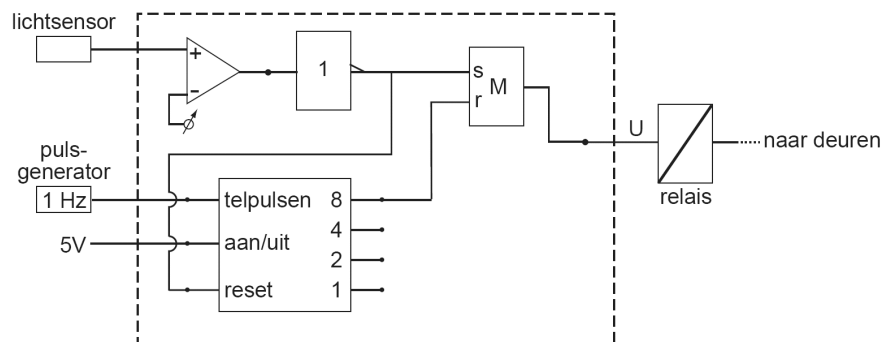 lichtsensor
+
-
1
s
M
r
U
naar deuren
relais
puls-
generator
1 Hz
5V
telpulsen 8
aan/uit 4
2
reset 1